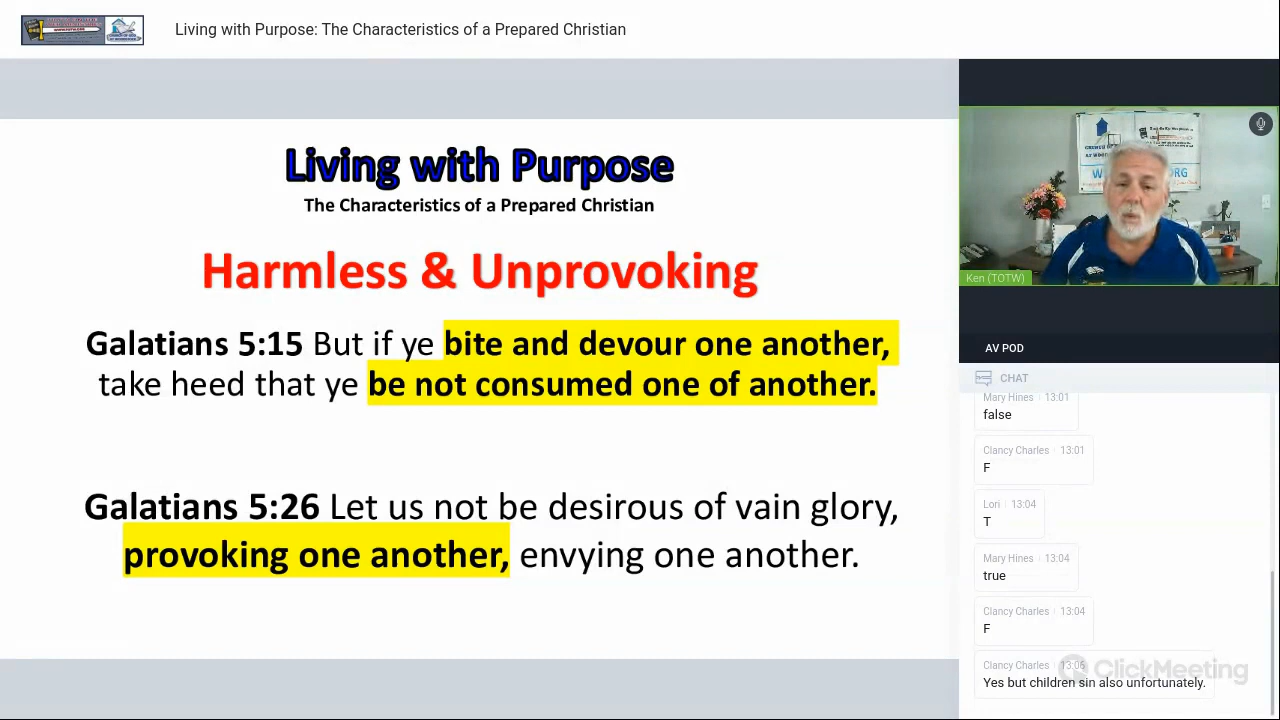 Living with Purpose: The Characteristics of a Prepared Christian
Living with Purpose
The Characteristics of a Prepared Christian
Harmless & Unprovoking
Galatians 5:15 But if ye bite and devour one another,
take heed that ye be not consumed one of another.
Galatians 5:26 Let us not be desirous of vain glory,
provoking one another, envying one another.
Ken (TOTW)
AV POD
CHAT
Mary Hines 13:01
false
Clancy Charles 13:01
F
Lori 13:04
T
Mary Hines 13:04
true
Clancy Charles 13:04
F
Clancy Charles 13:05
Yes but children sin also unfortunately.
ClickMeeting